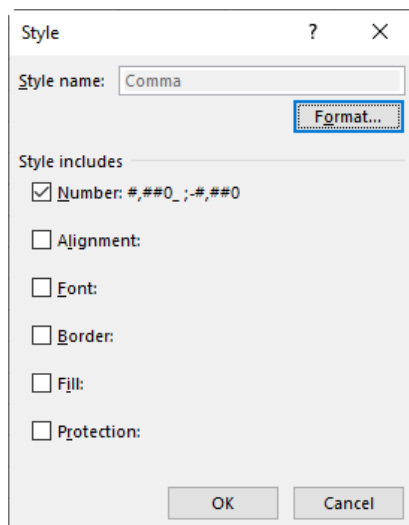 Style ? ×
Style name: Comma
Format...
Style includes
Number: #,##0_ ;-#,##0
Alignment:
Font:
Border:
Fill:
Protection:
OK Cancel